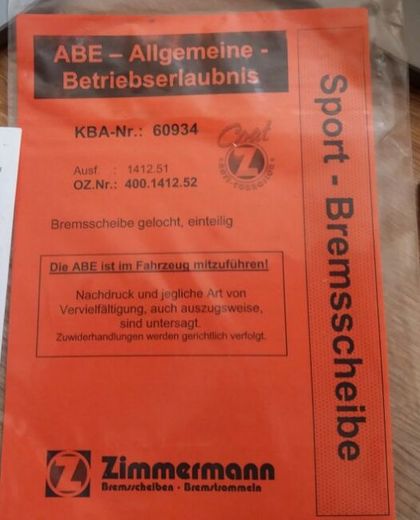 ABE – Allgemeine -
Betriebserlaubnis
KBA-Nr.: 60934
Coat
Z
Ausf. : 1412.51
OZ.Nr.: 400.1412.52
Bremsscheibe gelocht, einteilig
Die ABE ist im Fahrzeug mitzuführen!
Nachdruck und jegliche Art von
Vervielfältigung, auch auszugsweise,
sind untersagt.
Zuwiderhandlungen werden gerichtlich verfolgt.
Z Zimmermann
Bremsscheiben - Bremstrommeln
Sport - Bremsscheibe